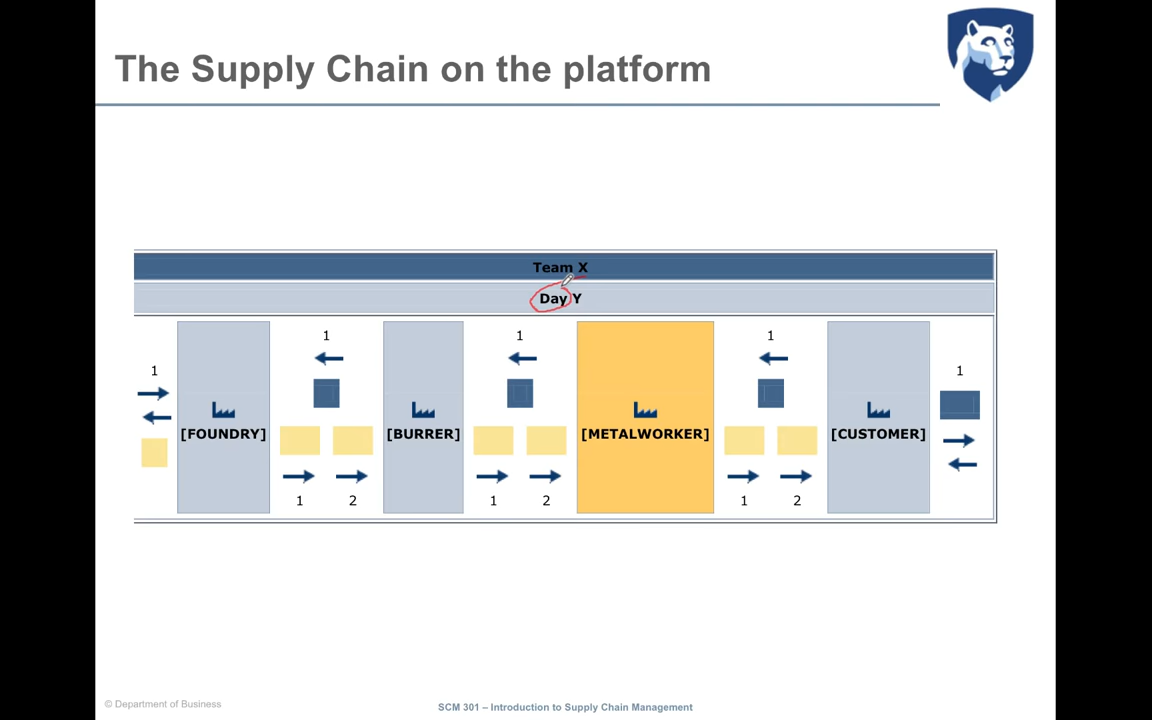 The Supply Chain on the platform
Team X
Day Y
1 1 1
1 1
[FOUNDRY] [BURRER] [METALWORKER] [CUSTOMER]
1 2 1 2 1 2
© Department of Business
SCM 301 – Introduction to Supply Chain Management